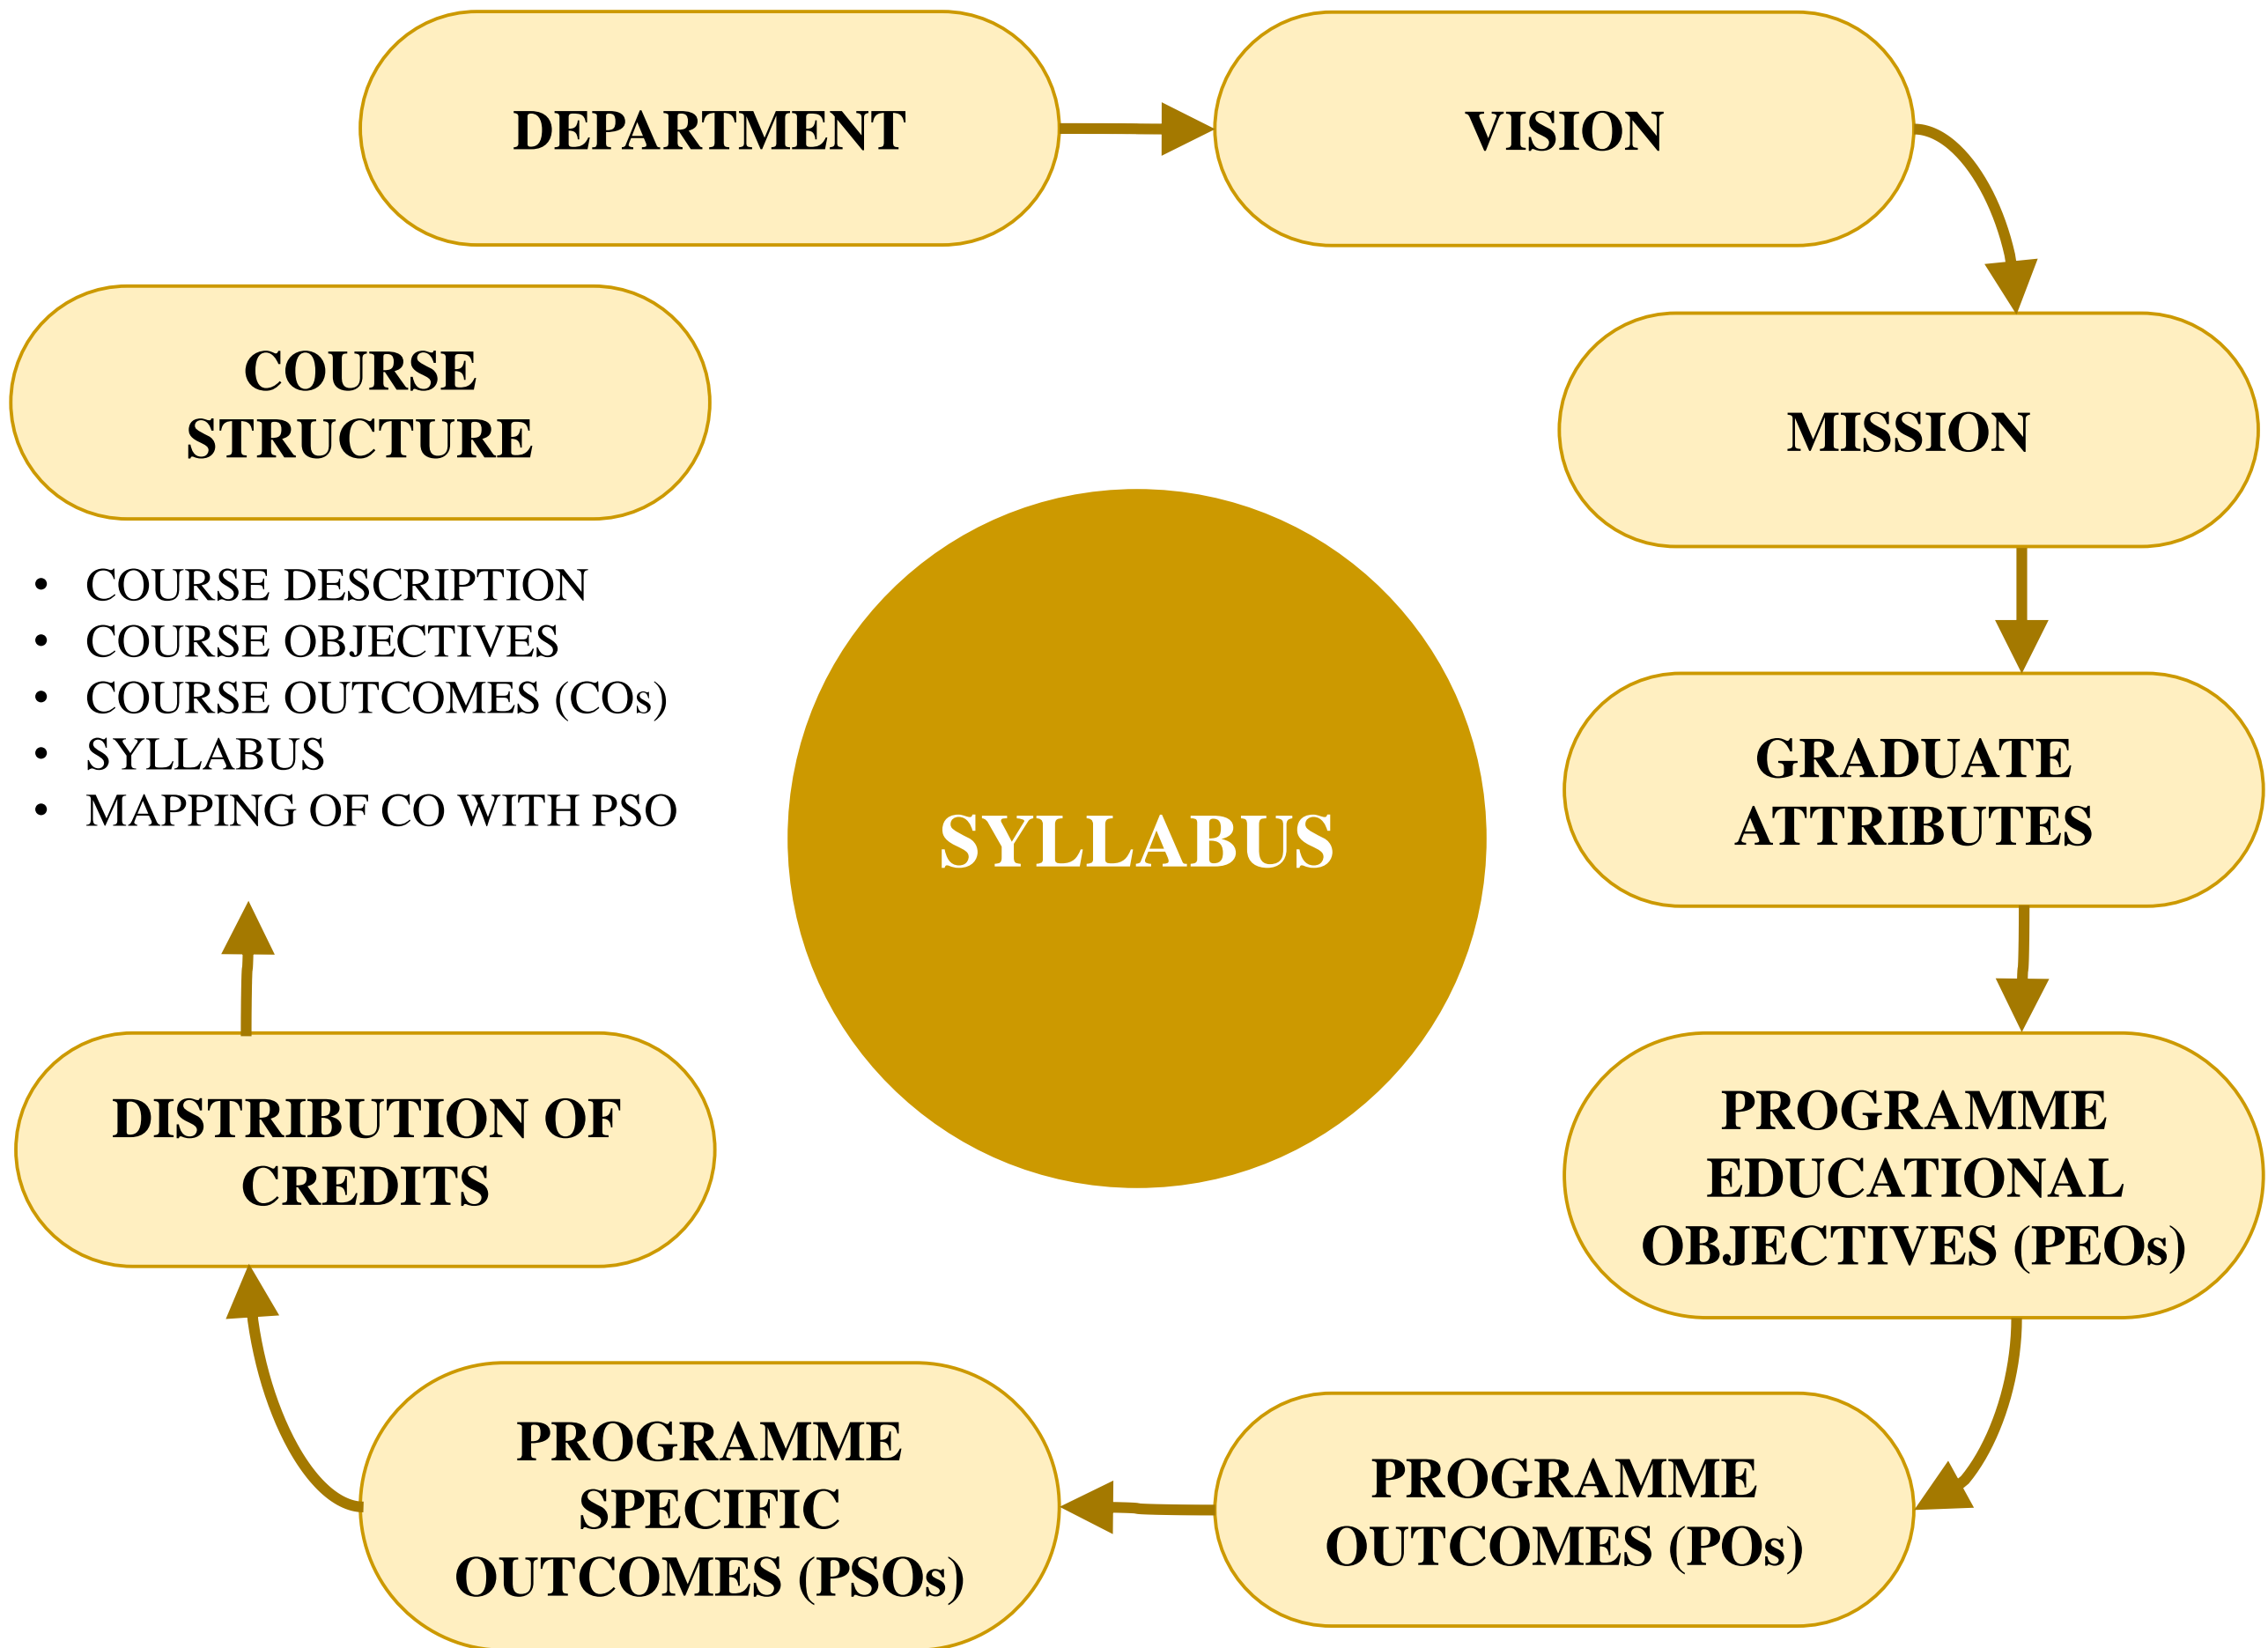 DEPARTMENT
VISION
MISSION
GRADUATE
ATTRIBUTES
PROGRAMME
EDUCATIONAL
OBJECTIVES (PEOs)
PROGRAMME
OUTCOMES (POs)
PROGRAMME
SPECIFIC
OUTCOMES (PSOs)
DISTRIBUTION OF
CREDITS
COURSE
STRUCTURE
• COURSE DESCRIPTION
• COURSE OBJECTIVES
• COURSE OUTCOMES (COs)
• SYLLABUS
• MAPPING OF CO WITH PSO
SYLLABUS